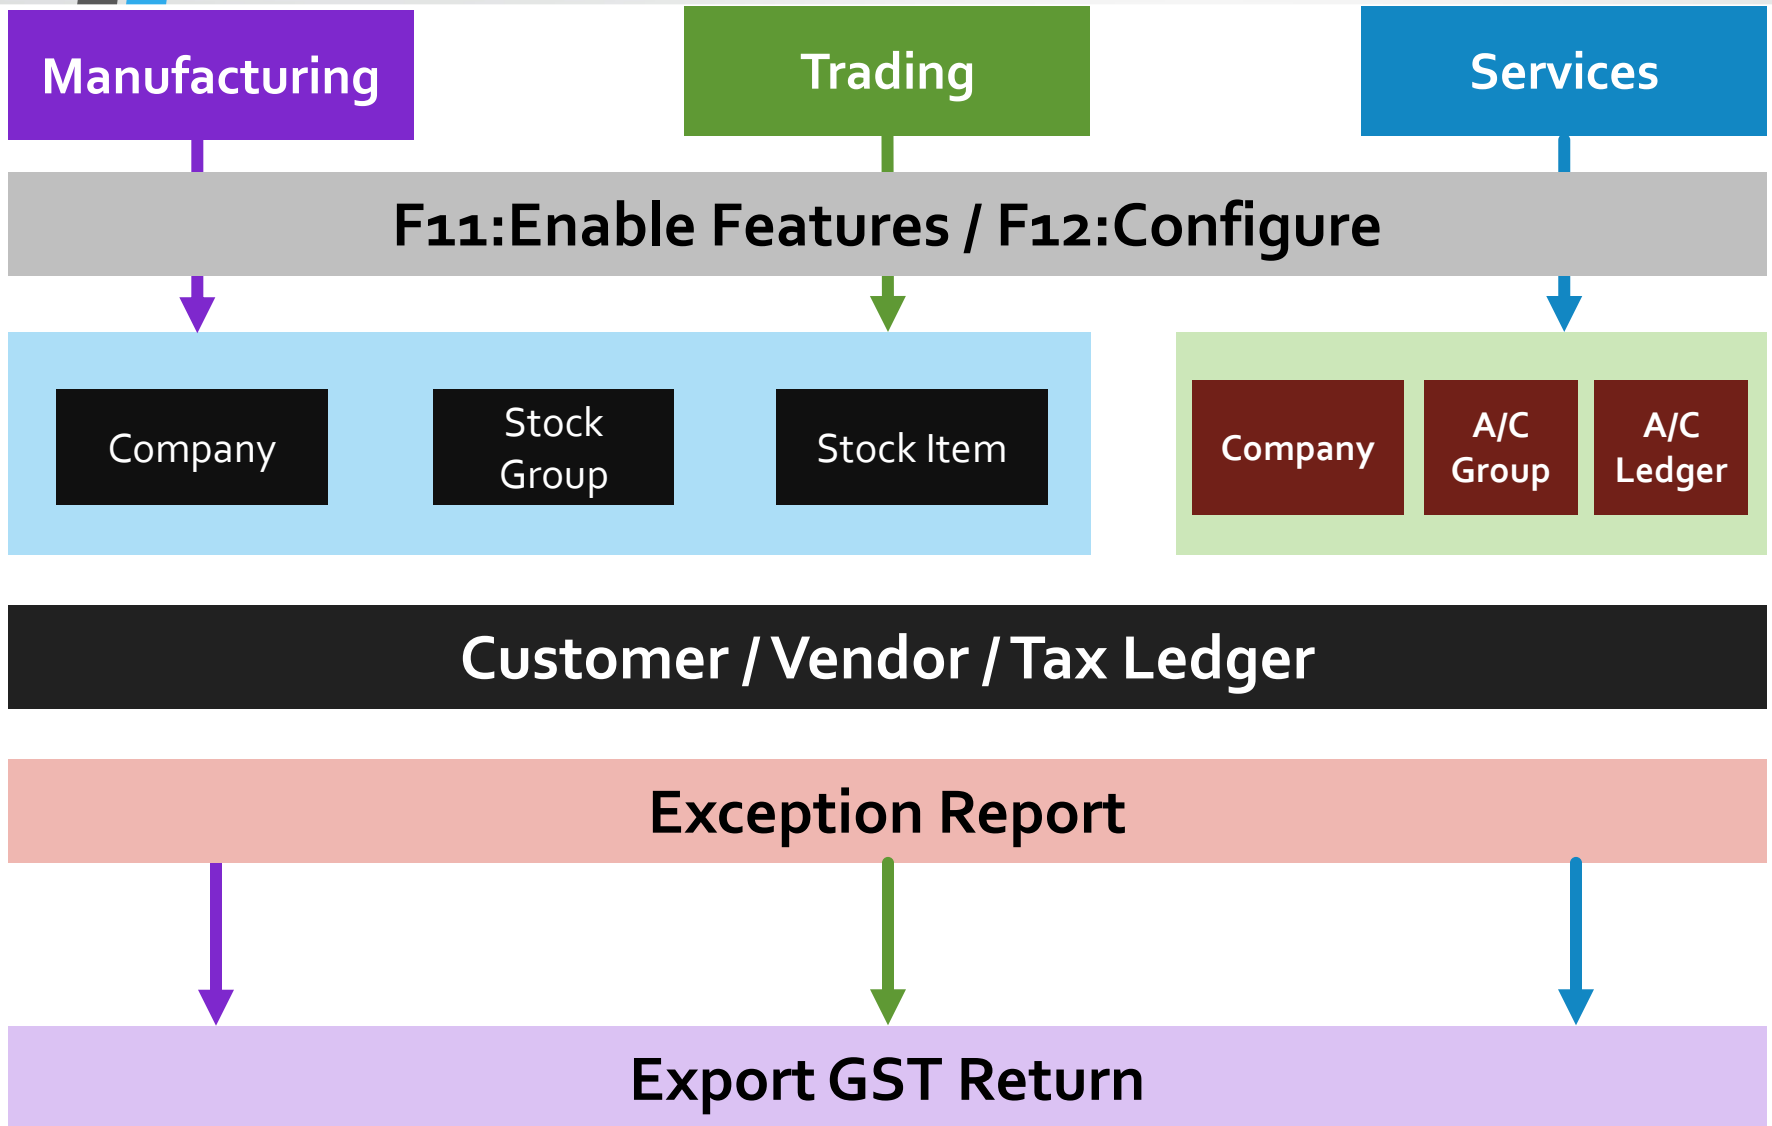 Manufacturing
Trading
Services
F11:Enable Features / F12:Configure
Company
Stock
Group
Stock Item
Company
A/C
Group
A/C
Ledger
Customer / Vendor / Tax Ledger
Exception Report
Export GST Return